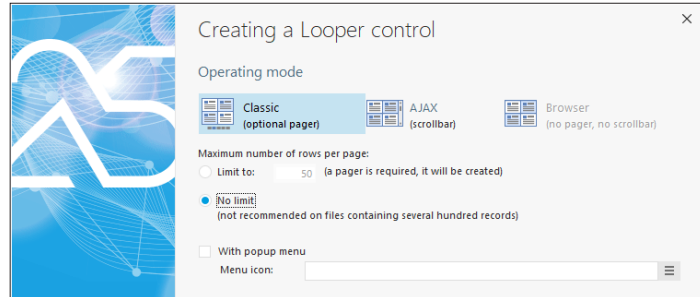 Creating a Looper control
Operating mode
Classic
(optional pager)
AJAX
(scrollbar)
Browser
(no pager, no scrollbar)
Maximum number of rows per page:
Limit to: 50 (a pager is required, it will be created)
No limit
(not recommended on files containing several hundred records)
With popup menu
Menu icon: